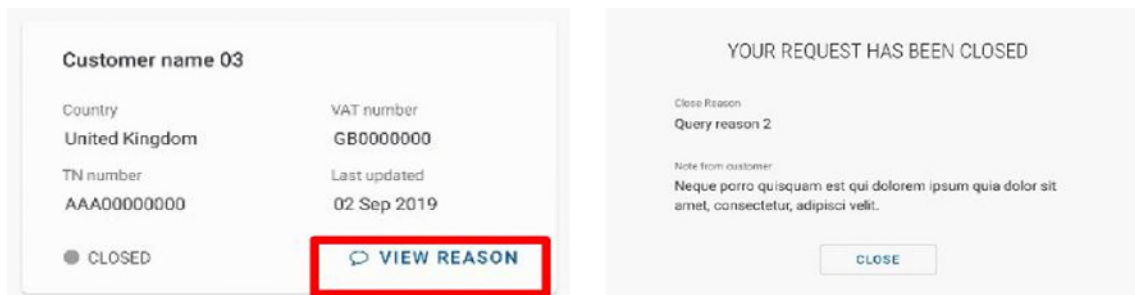 Customer name 03
Country VAT number
United Kingdom GB0000000
TN number Last updated
AAA00000000 02 Sep 2019
CLOSED VIEW REASON
YOUR REQUEST HAS BEEN CLOSED
Close Reason
Query reason 2
Note from customer
Neque porro quisquam est qui dolorem ipsum quia dolor sit
amet, consectetur, adipisci velit.
CLOSE